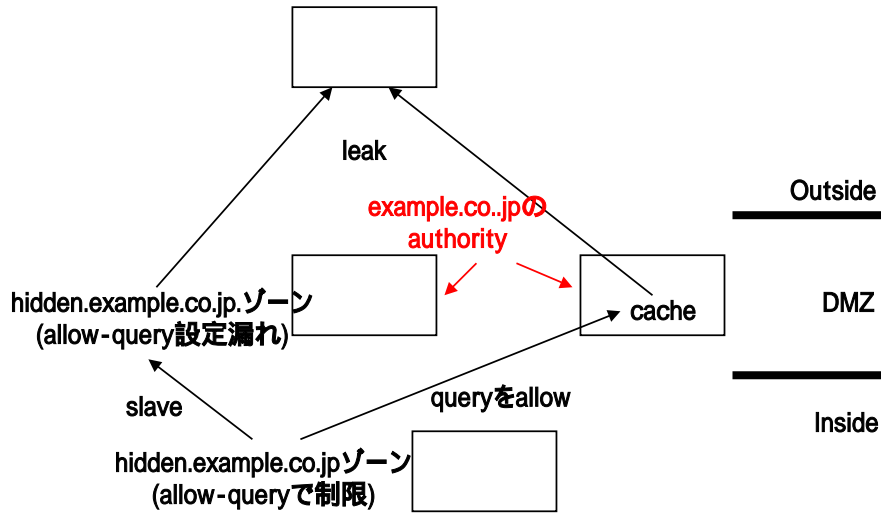 leak
Outside
example.co..jpの
authority
hidden.example.co.jp.ゾーン
(allow-query設定漏れ)
cache
DMZ
slave
queryをallow
Inside
hidden.example.co.jpゾーン
(allow-queryで制限)